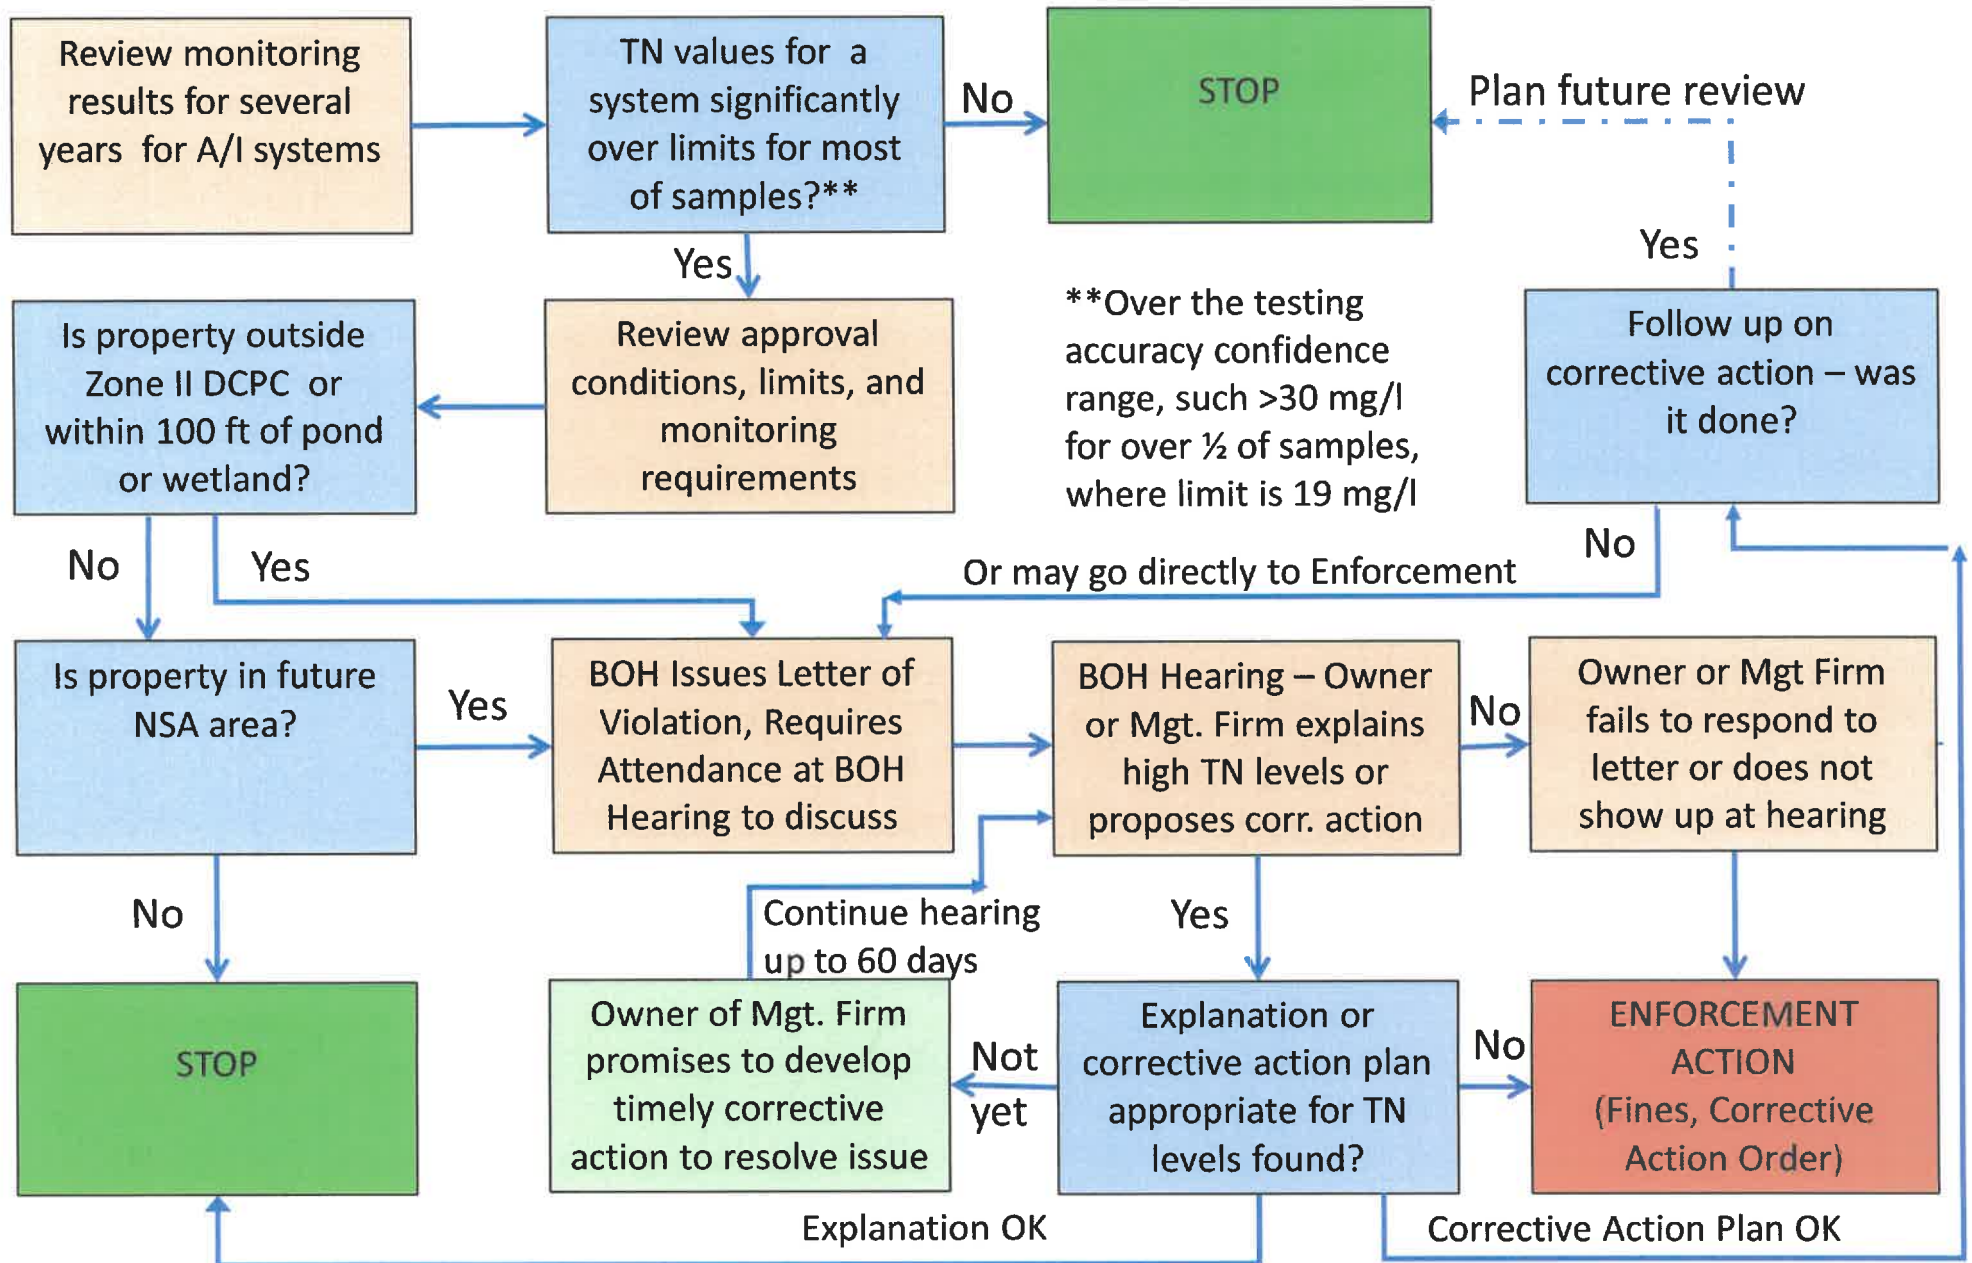 Review monitoring
results for several
years for A/I systems
TN values for a
system significantly
over limits for most
of samples?**
No
STOP
Plan future review
Yes
Yes
Is property outside
Zone II DCPC or
within 100 ft of pond
or wetland?
Review approval
conditions, limits, and
monitoring
requirements
**Over the testing
accuracy confidence
range, such >30 mg/l
for over ½ of samples,
where limit is 19 mg/l
Follow up on
corrective action – was
it done?
No
Yes
Or may go directly to Enforcement
No
Is property in future
NSA area?
Yes
BOH Issues Letter of
Violation, Requires
Attendance at BOH
Hearing to discuss
BOH Hearing – Owner
or Mgt. Firm explains
high TN levels or
proposes corr. action
No
Owner or Mgt Firm
fails to respond to
letter or does not
show up at hearing
No
Continue hearing
up to 60 days
Yes
STOP
Owner of Mgt. Firm
promises to develop
timely corrective
action to resolve issue
Not
yet
Explanation or
corrective action plan
appropriate for TN
levels found?
No
ENFORCEMENT
ACTION
(Fines, Corrective
Action Order)
Explanation OK
Corrective Action Plan OK